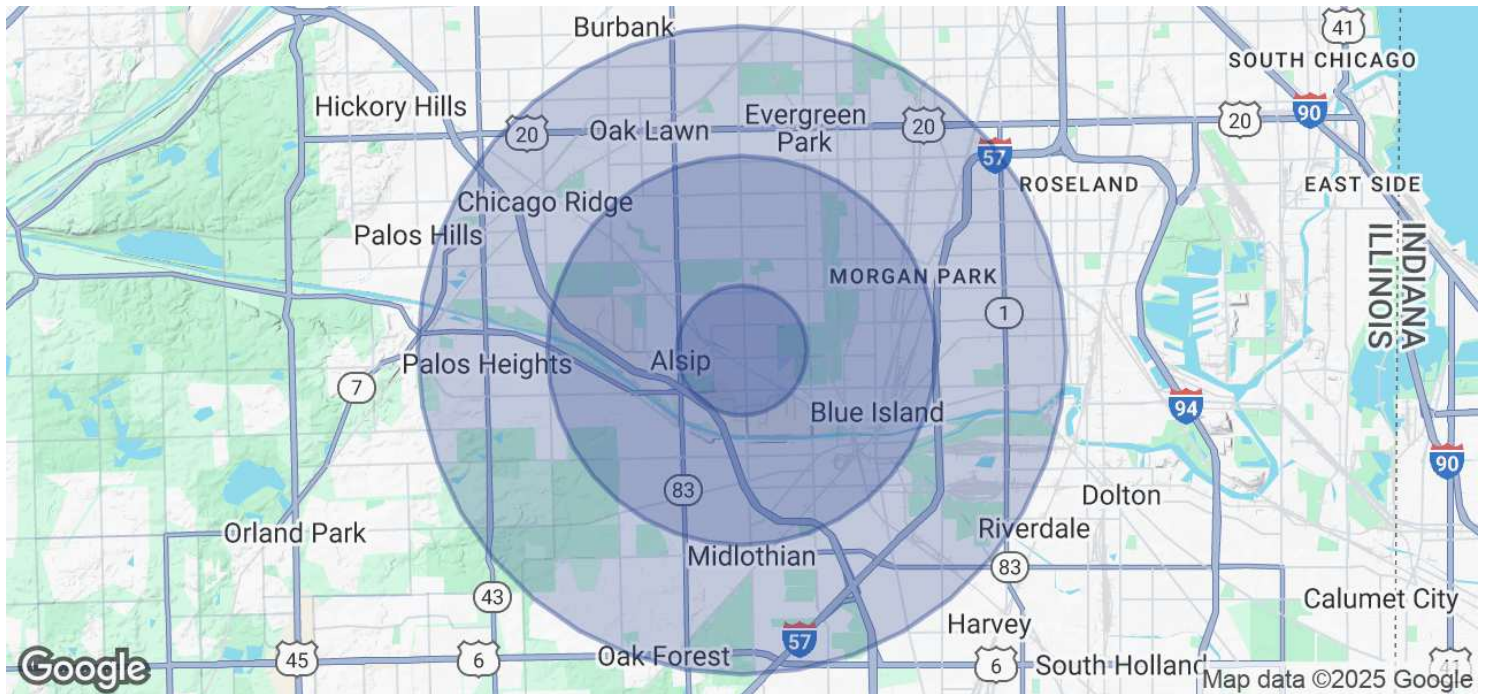 Burbank
41
SOUTH CHICAGO
Hickory Hills
Evergreen
Park
20
Oak Lawn
20
20
90
57
ROSELAND
EAST SIDE
Chicago Ridge
Palos Hills
INDIANA
ILLINOIS
MORGAN PARK
1
Alsip
Palos Heights
7
94
Blue Island
90
83
Dolton
Orland Park
Riverdale
Midlothian
83
43
Calumet City
Harvey
57
Google
45
6
Oak Forest
6
South Holland
41
Map data ©2025 Google